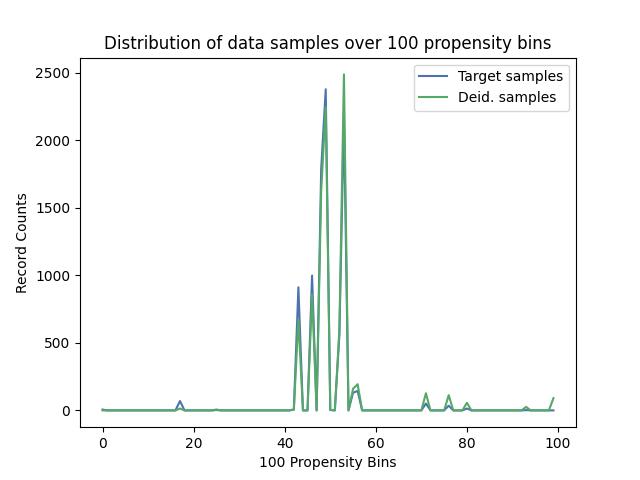 Distribution of data samples over 100 propensity bins
Target samples
Deid. samples
Record Counts
2500
2000
1500
1000
500
0
0 20 40 60 80 100
100 Propensity Bins